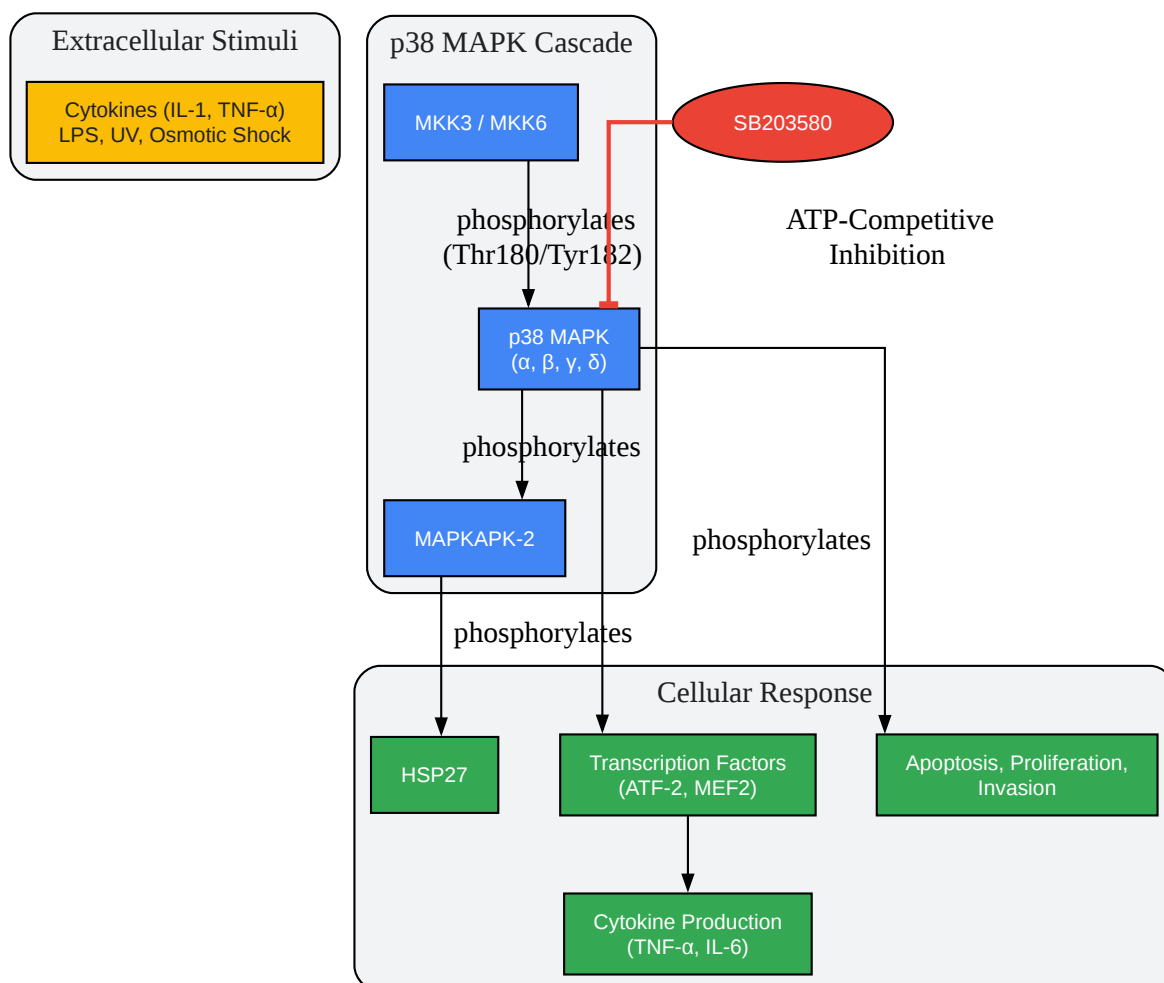 Extracellular Stimuli
Cytokines (IL-1, TNF-α)
LPS, UV, Osmotic Shock
p38 MAPK Cascade
MKK3 / MKK6
SB203580
phosphorylates
(Thr180/Tyr182)
ATP-Competitive
Inhibition
p38 MAPK
(α, β, γ, δ)
phosphorylates
MAPKAPK-2
phosphorylates
phosphorylates
Cellular Response
HSP27
Transcription Factors
(ATF-2, MEF2)
Apoptosis, Proliferation,
Invasion
Cytokine Production
(TNF-α, IL-6)